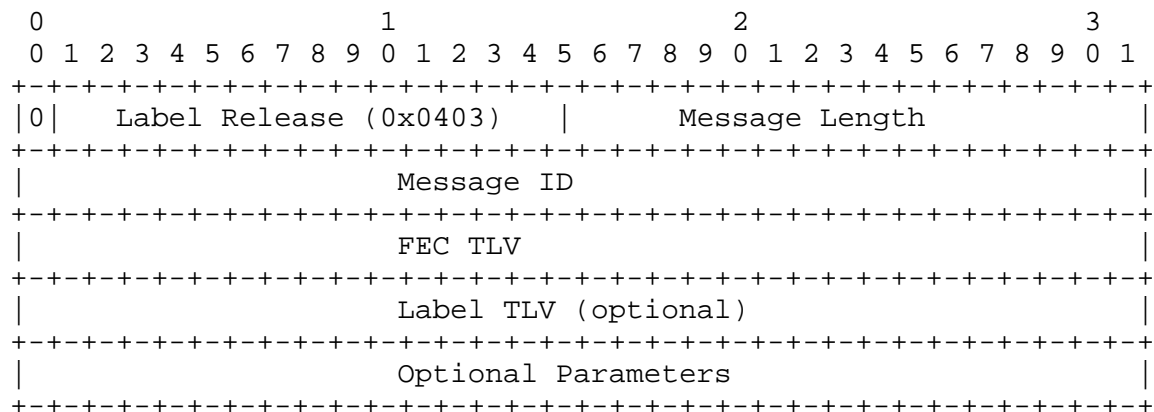 0                   1                   2                   3
 0 1 2 3 4 5 6 7 8 9 0 1 2 3 4 5 6 7 8 9 0 1 2 3 4 5 6 7 8 9 0 1
+-+-+-+-+-+-+-+-+-+-+-+-+-+-+-+-+-+-+-+-+-+-+-+-+-+-+-+-+-+-+-+-+
|0|   Label Release (0x0403)   |      Message Length            |
+-+-+-+-+-+-+-+-+-+-+-+-+-+-+-+-+-+-+-+-+-+-+-+-+-+-+-+-+-+-+-+-+
|                     Message ID                                |
+-+-+-+-+-+-+-+-+-+-+-+-+-+-+-+-+-+-+-+-+-+-+-+-+-+-+-+-+-+-+-+-+
|                     FEC TLV                                   |
+-+-+-+-+-+-+-+-+-+-+-+-+-+-+-+-+-+-+-+-+-+-+-+-+-+-+-+-+-+-+-+-+
|                     Label TLV (optional)                      |
+-+-+-+-+-+-+-+-+-+-+-+-+-+-+-+-+-+-+-+-+-+-+-+-+-+-+-+-+-+-+-+-+
|                     Optional Parameters                       |
+-+-+-+-+-+-+-+-+-+-+-+-+-+-+-+-+-+-+-+-+-+-+-+-+-+-+-+-+-+-+-+-+